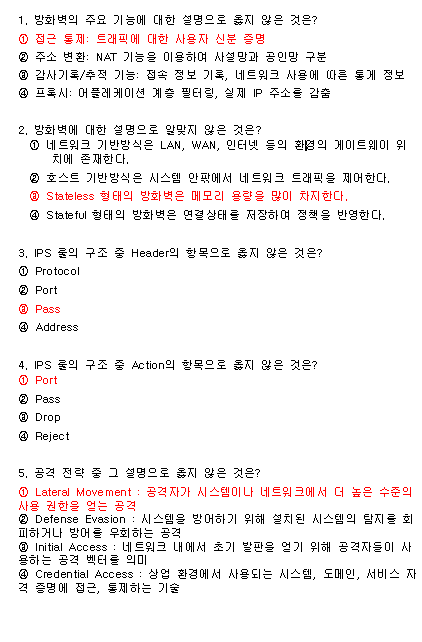 1. 방화벽의 주요 기능에 대한 설명으로 옳지 않은 것은?
① 접근 통제: 트래픽에 대한 사용자 신분 증명
② 주소 변환: NAT 기능을 이용하여 사설망과 공인망 구분
③ 감사기록/추적 기능: 접속 정보 기록, 네트워크 사용에 따른 통계 정보
④ 프록시: 어플레케이션 계층 필터링, 실제 IP 주소를 감춤
2. 방화벽에 대한 설명으로 알맞지 않은 것은?
① 네트워크 기반방식은 LAN, WAN, 인터넷 등의 환경의 게이트웨이 위
치에 존재한다.
② 호스트 기반방식은 시스템 안팎에서 네트워크 트래픽을 제어한다.
③ Stateless 형태의 방화벽은 메모리 용량을 많이 차지한다.
④ Stateful 형태의 방화벽은 연결상태를 저장하여 정책을 반영한다.
3. IPS 룰의 구조 중 Header의 항목으로 옳지 않은 것은?
① Protocol
② Port
③ Pass
④ Address
4. IPS 룰의 구조 중 Action의 항목으로 옳지 않은 것은?
① Port
② Pass
③ Drop
④ Reject
5. 공격 전략 중 그 설명으로 옳지 않은 것은?
① Lateral Movement : 공격자가 시스템이나 네트워크에서 더 높은 수준의
사용 권한을 얻는 공격
② Defense Evasion : 시스템을 방어하기 위해 설치된 시스템의 탐지를 회
피하거나 방어를 우회하는 공격
③ Initial Access : 네트워크 내에서 초기 발판을 얻기 위해 공격자들이 사
용하는 공격 벡터를 의미
④ Credential Access : 상업 환경에서 사용되는 시스템, 도메인, 서비스 자
격 증명에 접근, 통제하는 기술